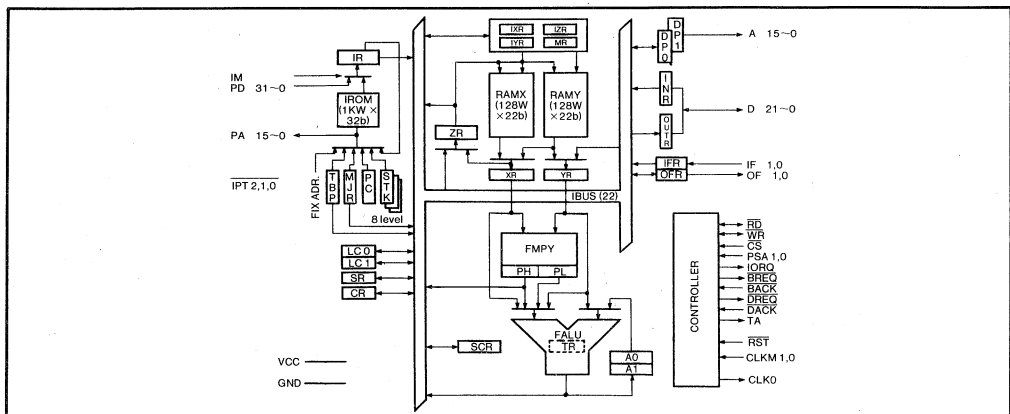 IXR IZR
IYR MR
IR
IM
PD 31~0
IROM
(1KW ×
32b)
PA 15~0
RAMX
(128W
×22b)
RAMY
(128W
×22b)
ZR
XR
YR
IBUS (22)
FIX ADR.
IPT 2,1,0
TBP
MJR
PC
STK
8 level
LC 0
LC 1
SR
CR
FMPY
PH PL
FALU
TR
SCR
A0
A1
VCC
GND
DP0
DP1
A 15~0
INR
D 21~0
OUTR
IFR
OFR
IF 1,0
OF 1,0
CONTROLLER
RD
WR
CS
PSA 1,0
IORQ
BREQ
BACK
DREQ
DACK
TA
RST
CLKM 1,0
CLK0